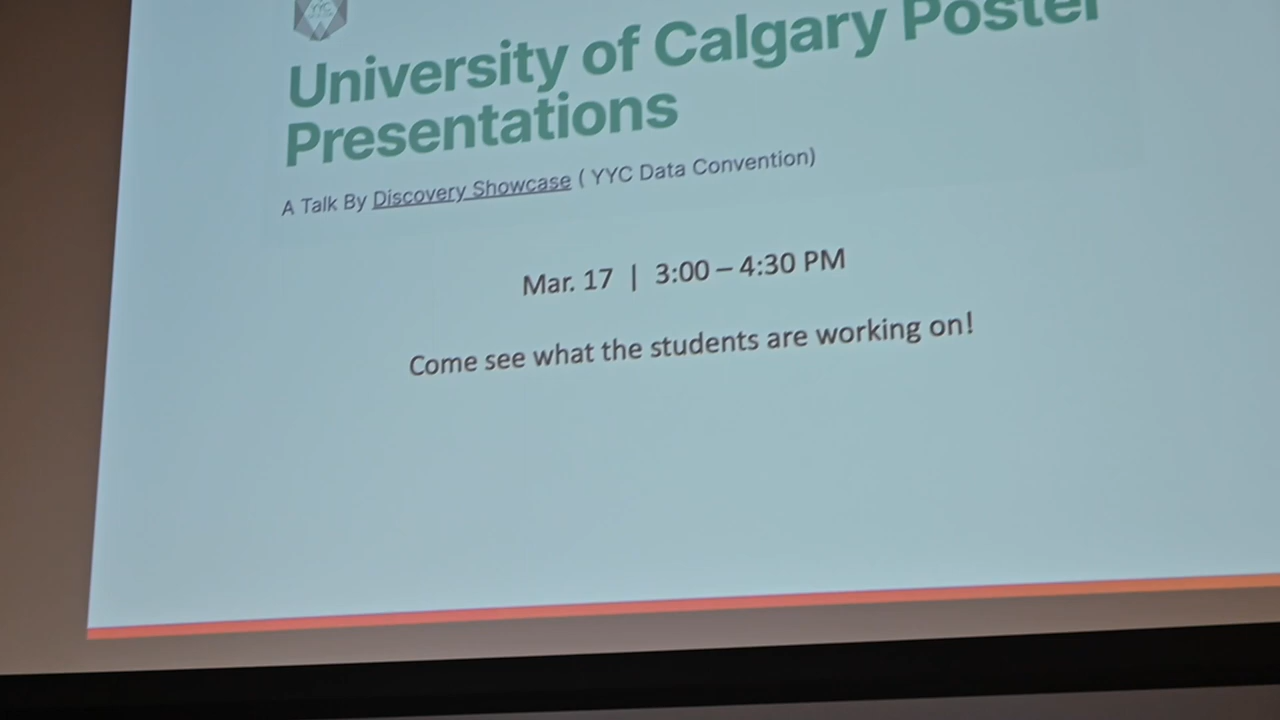 University of Calgary Poster
Presentations
A Talk By Discovery Showcase ( YYC Data Convention)
Mar. 17 | 3:00 – 4:30 PM
Come see what the students are working on!